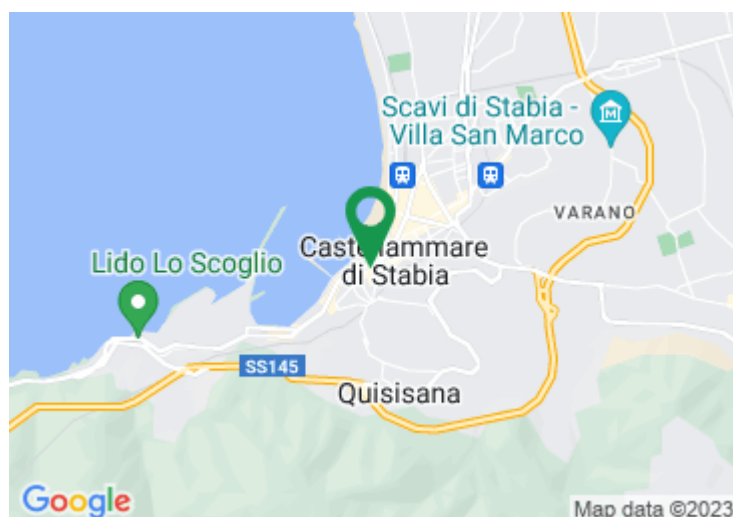 Scavi di Stabia -
Villa San Marco
VARANO
Castellammare
di Stabia
Lido Lo Scoglio
SS145
Quisisana
Google
Map data ©2023